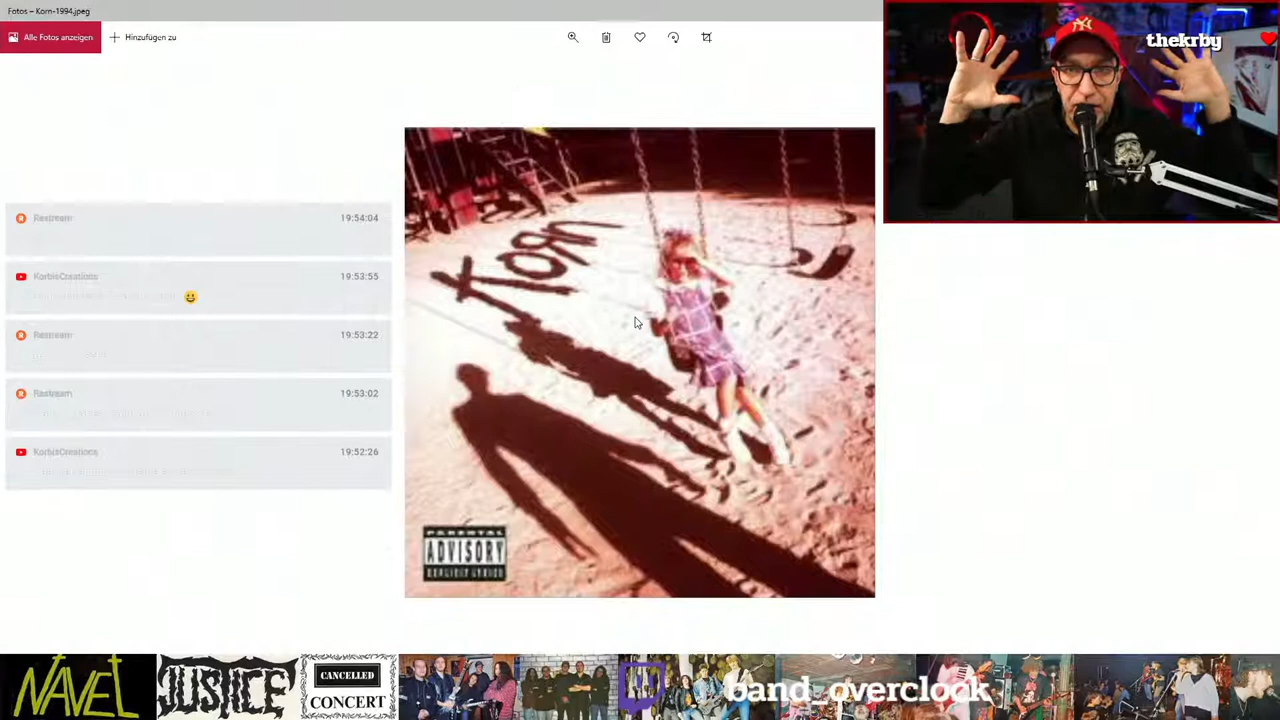 Fotos – Korn-1994.jpeg
Alle Fotos anzeigen
Hinzufügen zu
thekrby
Restream 19:54:04
KorbisCreations 19:53:55
Restream 19:53:22
Restream 19:53:02
KorbisCreations 19:52:26
Korn
PARENTAL
ADVISORY
EXPLICIT LYRICS
NAVEL
JUSTICE
CANCELLED
CONCERT
band_overclock